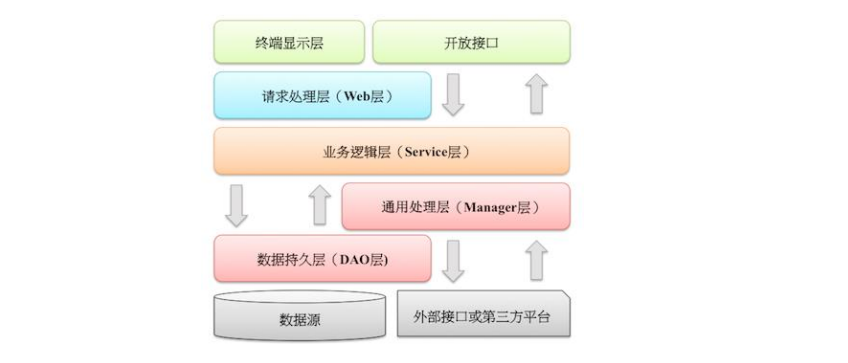 终端显示层
开放接口
请求处理层（Web层）
业务逻辑层（Service层）
通用处理层（Manager层）
数据持久层（DAO层)
数据源
外部接口或第三方平台